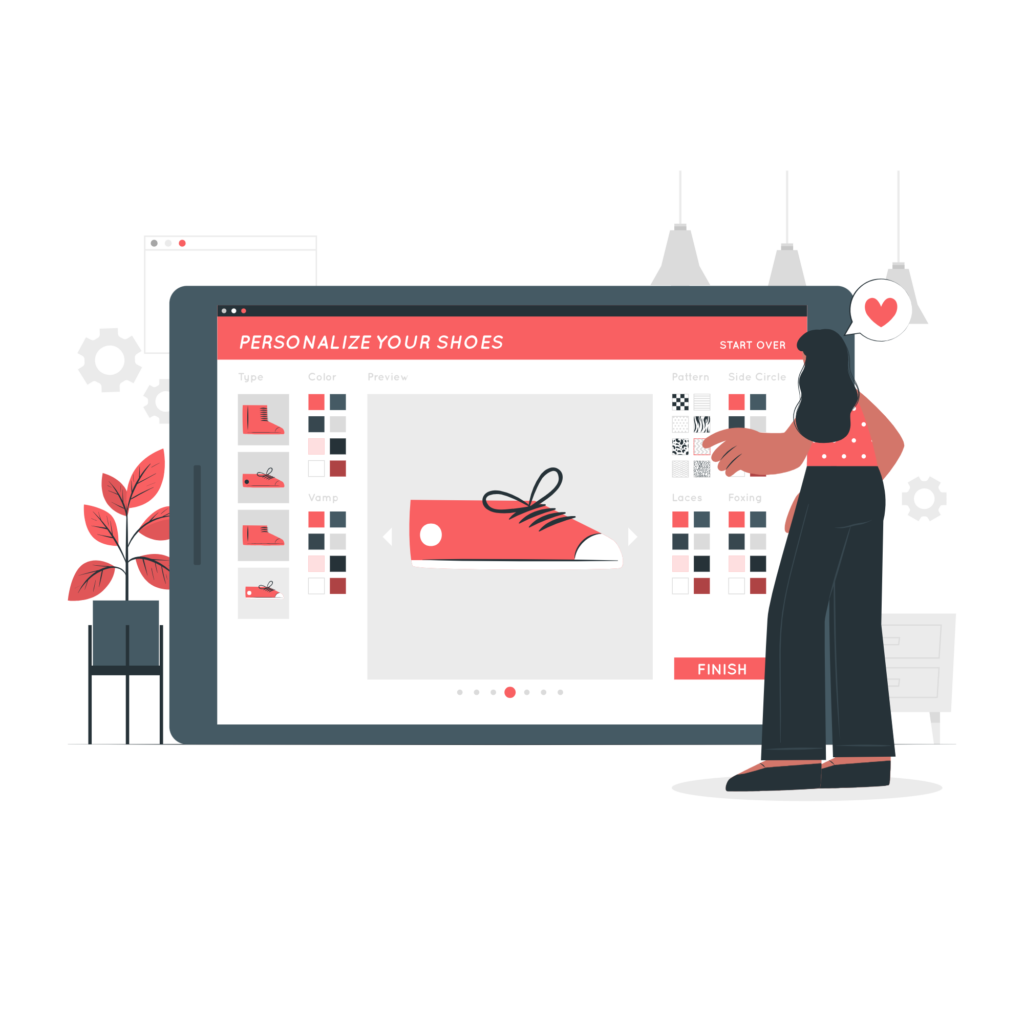 PERSONALIZE YOUR SHOES
START OVER
Type
Color
Preview
Pattern
Side Circle
Vamp
Laces
Foxing
FINISH